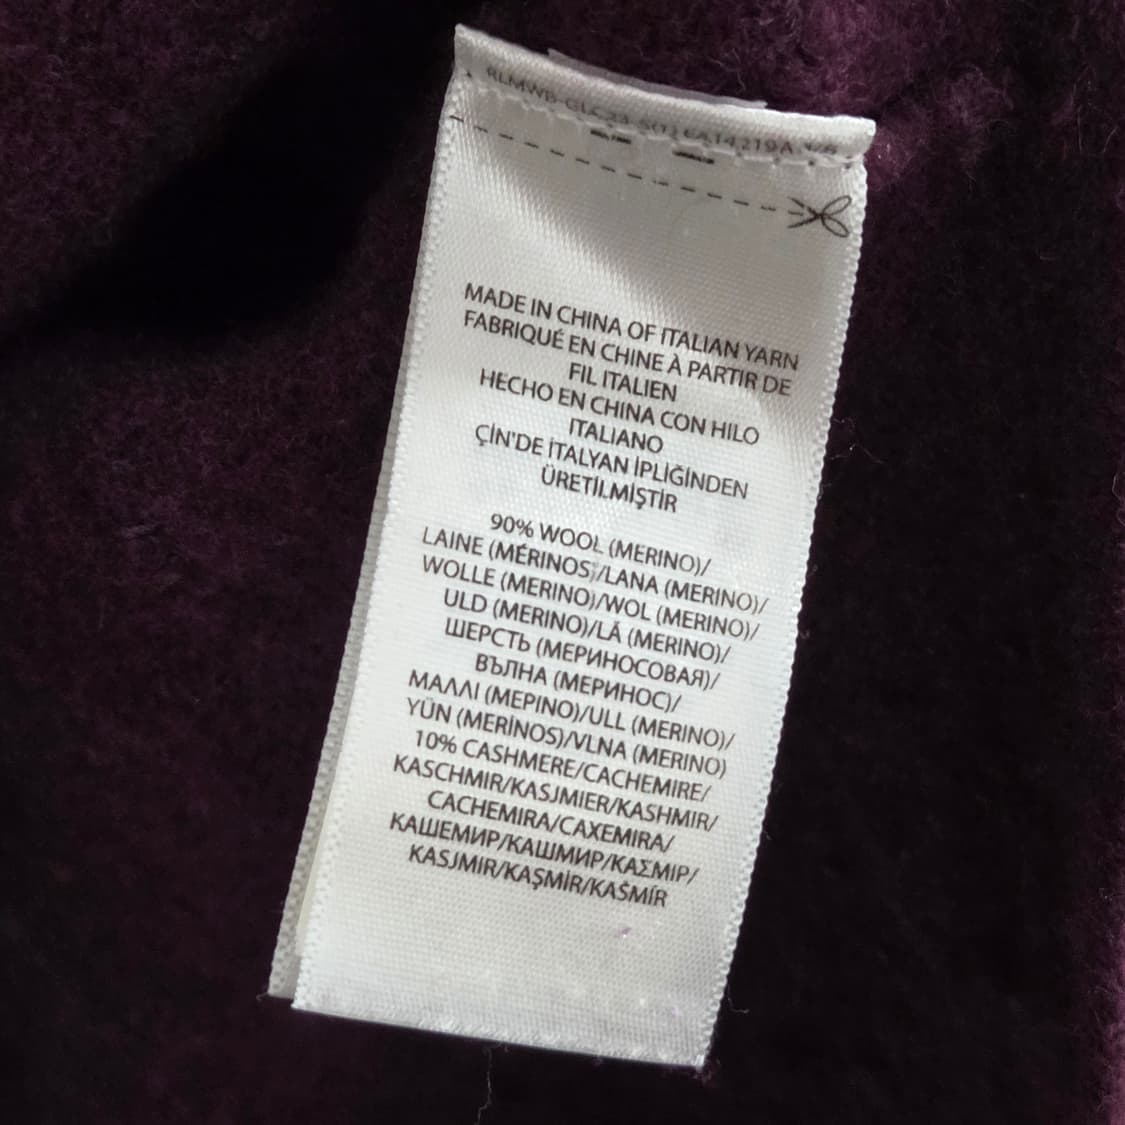 MADE IN CHINA OF ITALIAN YARN
FABRIQUÉ EN CHINE À PARTIR DE
FIL ITALIEN
HECHO EN CHINA CON HILO
ITALIANO
ÇİN'DE İTALYAN İPLİĞİNDEN
ÜRETİLMİŞTİR
90% WOOL (MERINO)/
LAINE (MÉRINOS)/LANA (MERINO)/
WOLLE (MERINO)/WOL (MERINO)/
ULD (MERINO)/LÃ (MERINO)/
ШЕРСТЬ (МЕРИНОСОВАЯ)/
ВЪЛНА (МЕРИНОС)/
ΜΑΛΛΙ (ΜΕΡΙΝΟ)/ULL (MERINO)/
YÜN (MERİNOS)/VLNA (MERINO)
10% CASHMERE/CACHEMIRE/
KASCHMIR/KASJMIER/KASHMIR/
CACHEMIRA/CAXEMIRA/
КАШЕМИР/КАШМИР/ΚΑΣΜΙΡ/
KASJMIR/KAŞMİR/KAŠMÍR